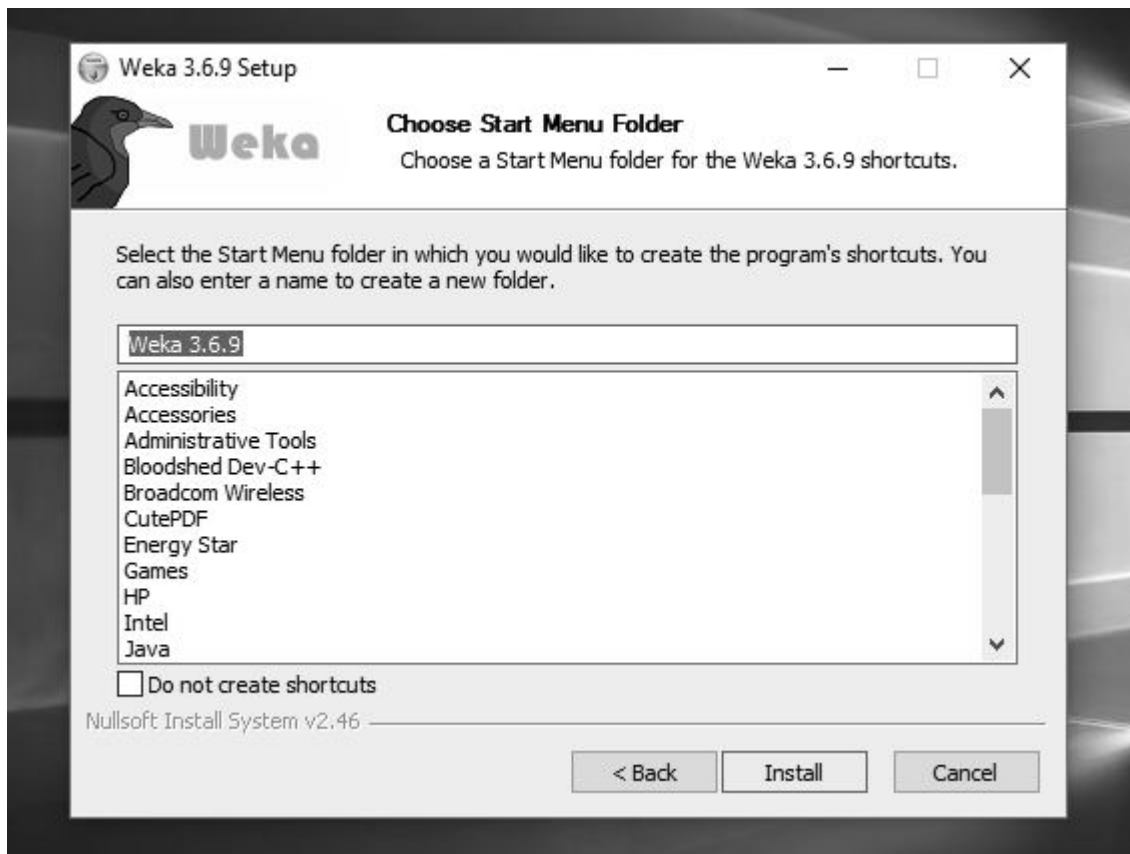 Weka 3.6.9 Setup
Weka
Choose Start Menu Folder
Choose a Start Menu folder for the Weka 3.6.9 shortcuts.
Select the Start Menu folder in which you would like to create the program's shortcuts. You
can also enter a name to create a new folder.
Weka 3.6.9
Accessibility
Accessories
Administrative Tools
Bloodshed Dev-C++
Broadcom Wireless
CutePDF
Energy Star
Games
HP
Intel
Java
Do not create shortcuts
Nullsoft Install System v2.46
< Back
Install
Cancel